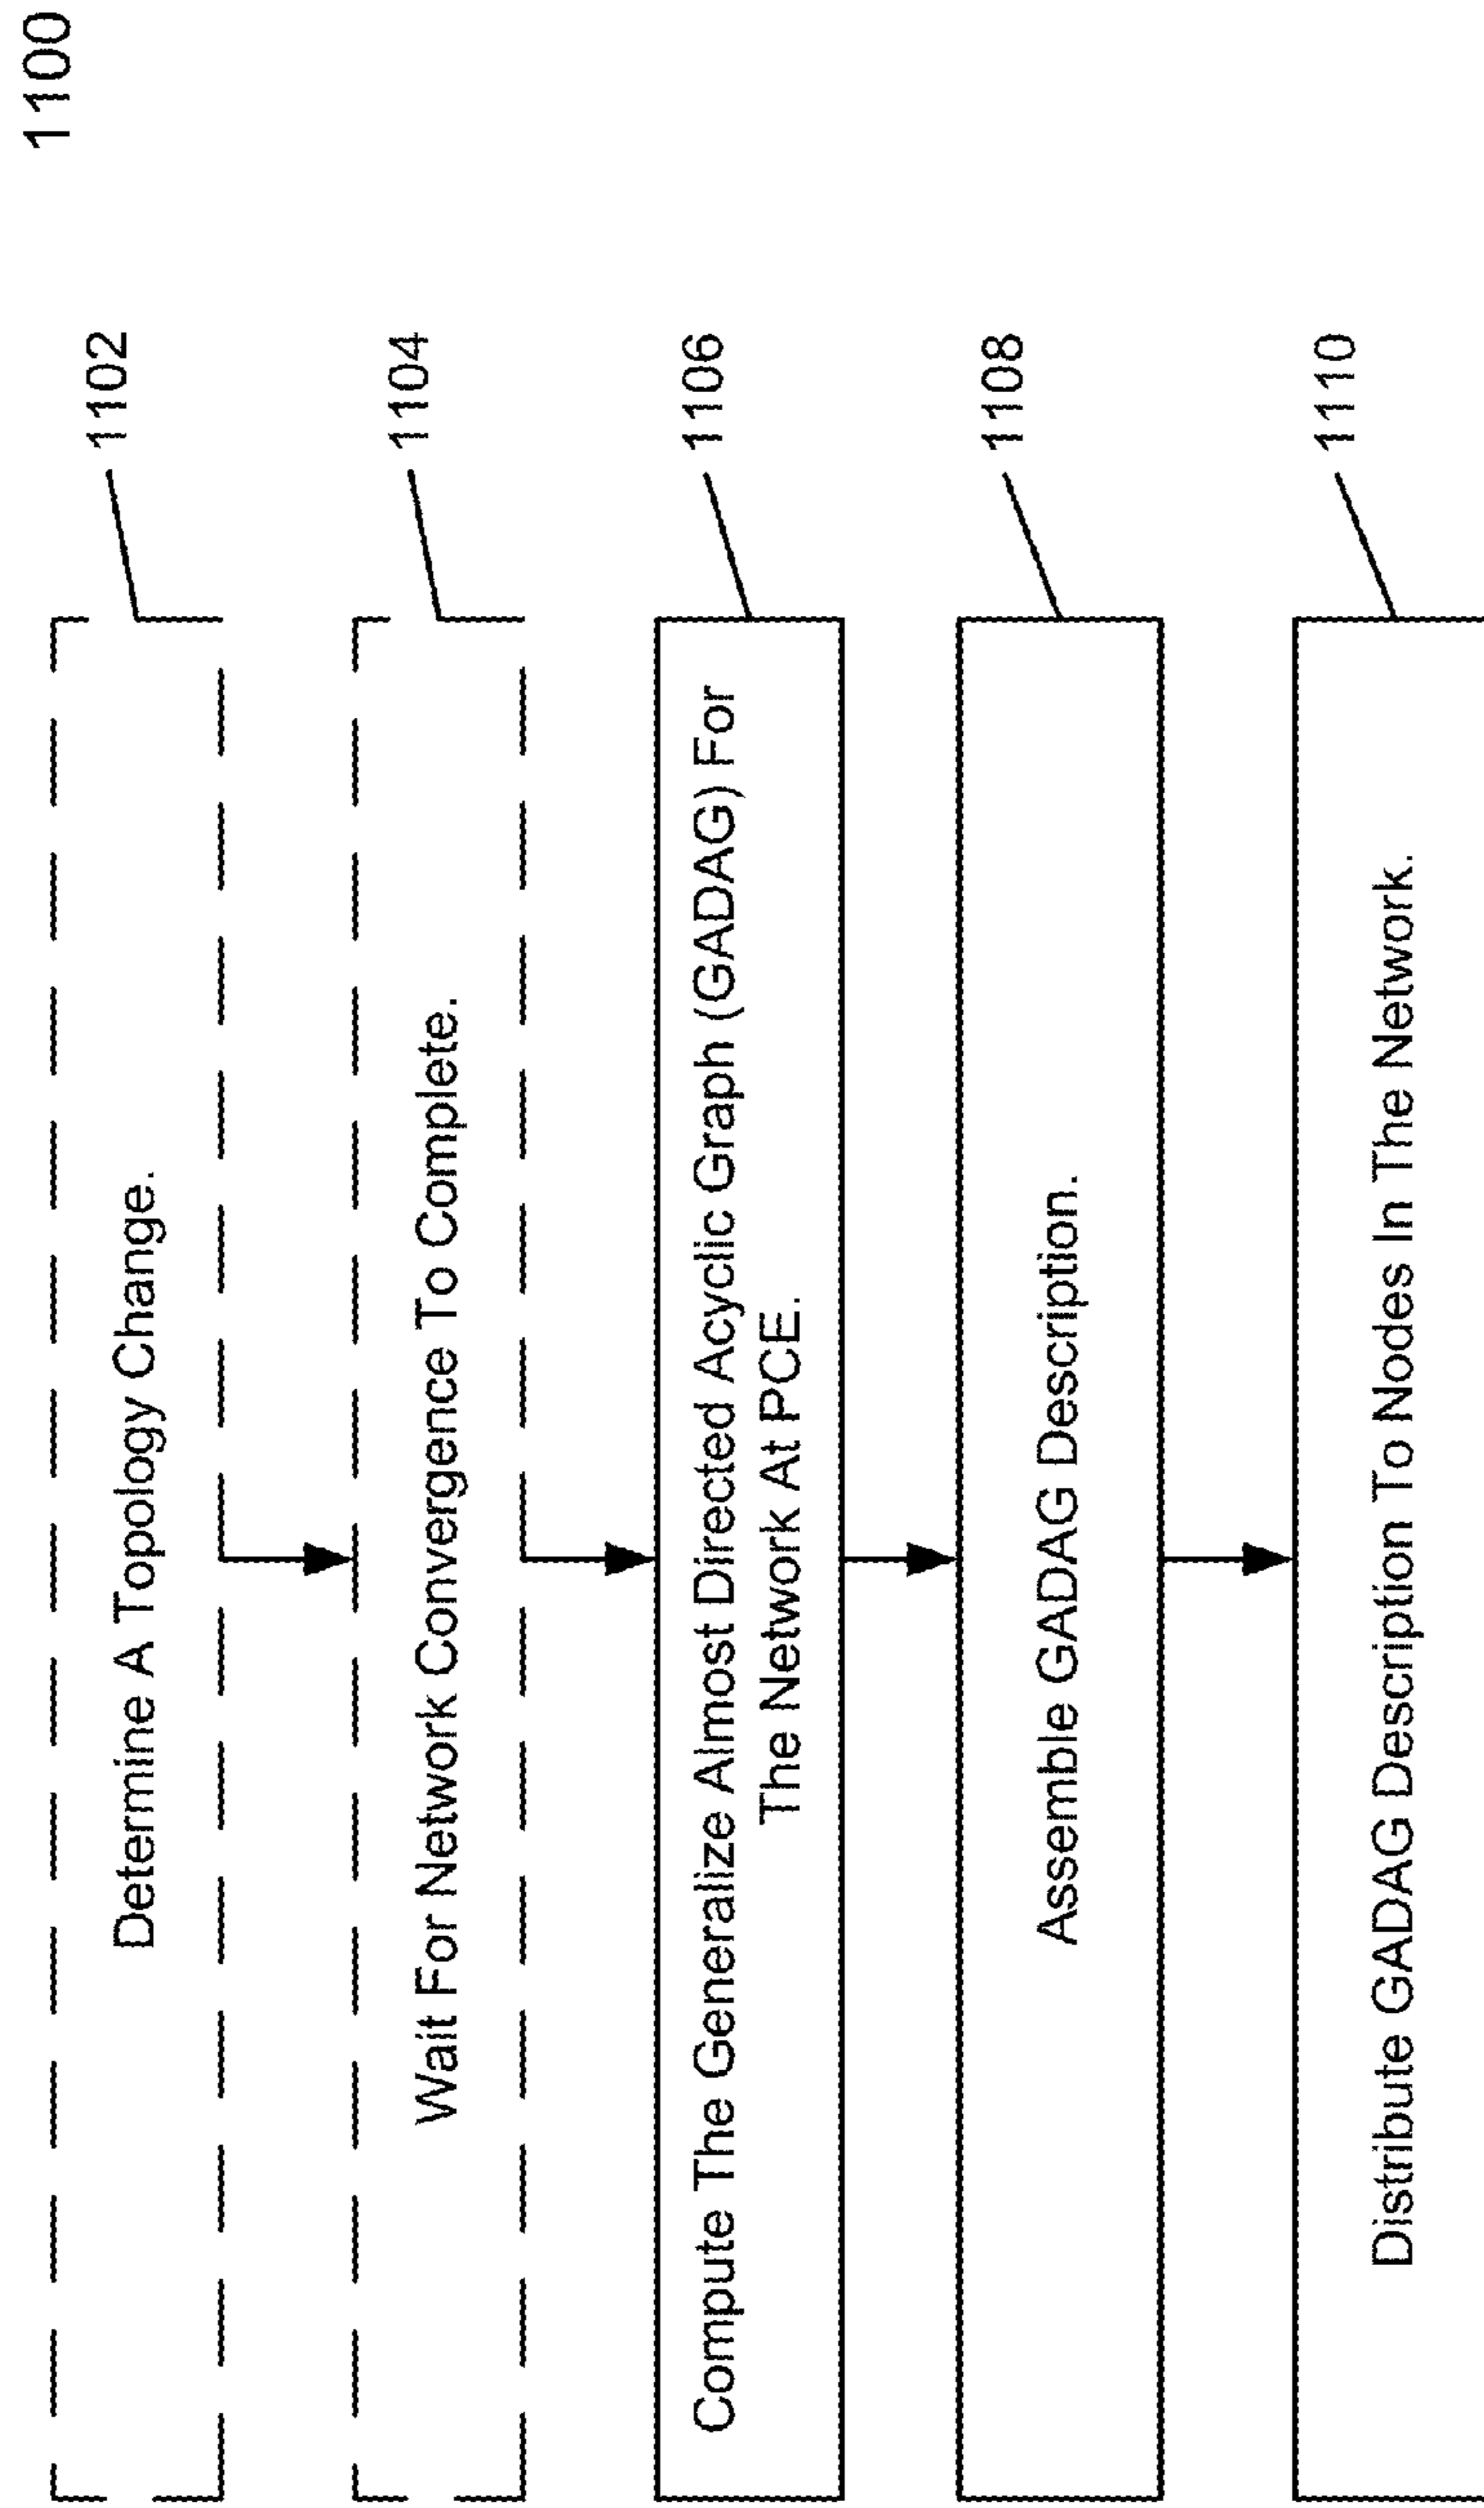 1100
Determine A Topology Change.
1102
Wait For Network Convergence To Complete.
1104
Compute The Generalize Almost Directed Acyclic Graph (GADAG) For
The Network At PCE.
1106
Assemble GADAG Description.
1108
Distribute GADAG Description To Nodes In The Network.
1110